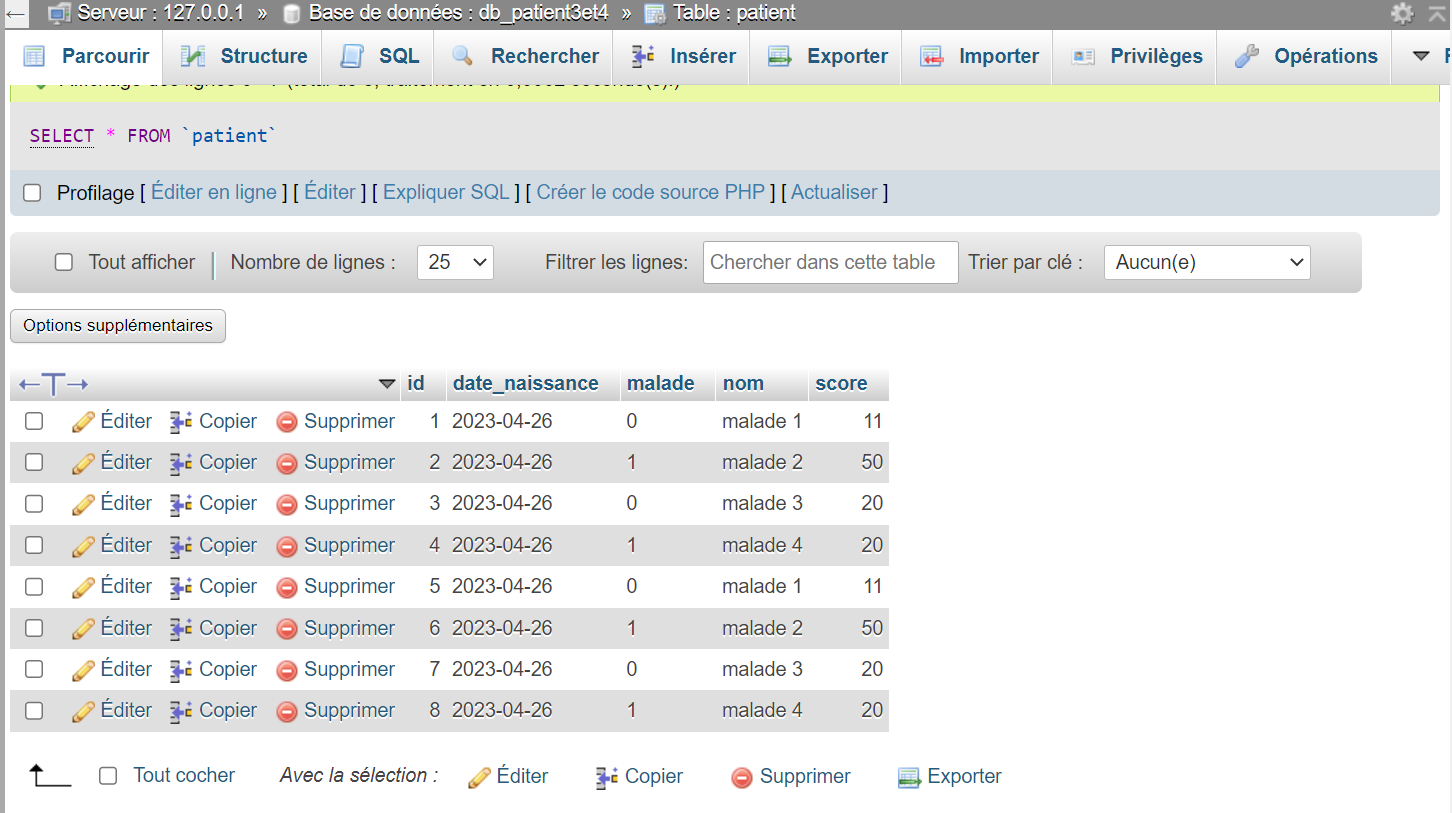 Serveur : 127.0.0.1 » Base de données : db_patient3et4 » Table : patient
Parcourir Structure SQL Rechercher Insérer Exporter Importer Privilèges Opérations
SELECT * FROM `patient`
Profilage [ Éditer en ligne ] [ Éditer ] [ Expliquer SQL ] [ Créer le code source PHP ] [ Actualiser ]
Tout afficher Nombre de lignes : 25 Filtrer les lignes: Chercher dans cette table Trier par clé : Aucun(e)
Options supplémentaires
←T→ id date_naissance malade nom score
Éditer Copier Supprimer 1 2023-04-26 0 malade 1 11
Éditer Copier Supprimer 2 2023-04-26 1 malade 2 50
Éditer Copier Supprimer 3 2023-04-26 0 malade 3 20
Éditer Copier Supprimer 4 2023-04-26 1 malade 4 20
Éditer Copier Supprimer 5 2023-04-26 0 malade 1 11
Éditer Copier Supprimer 6 2023-04-26 1 malade 2 50
Éditer Copier Supprimer 7 2023-04-26 0 malade 3 20
Éditer Copier Supprimer 8 2023-04-26 1 malade 4 20
Tout cocher Avec la sélection : Éditer Copier Supprimer Exporter